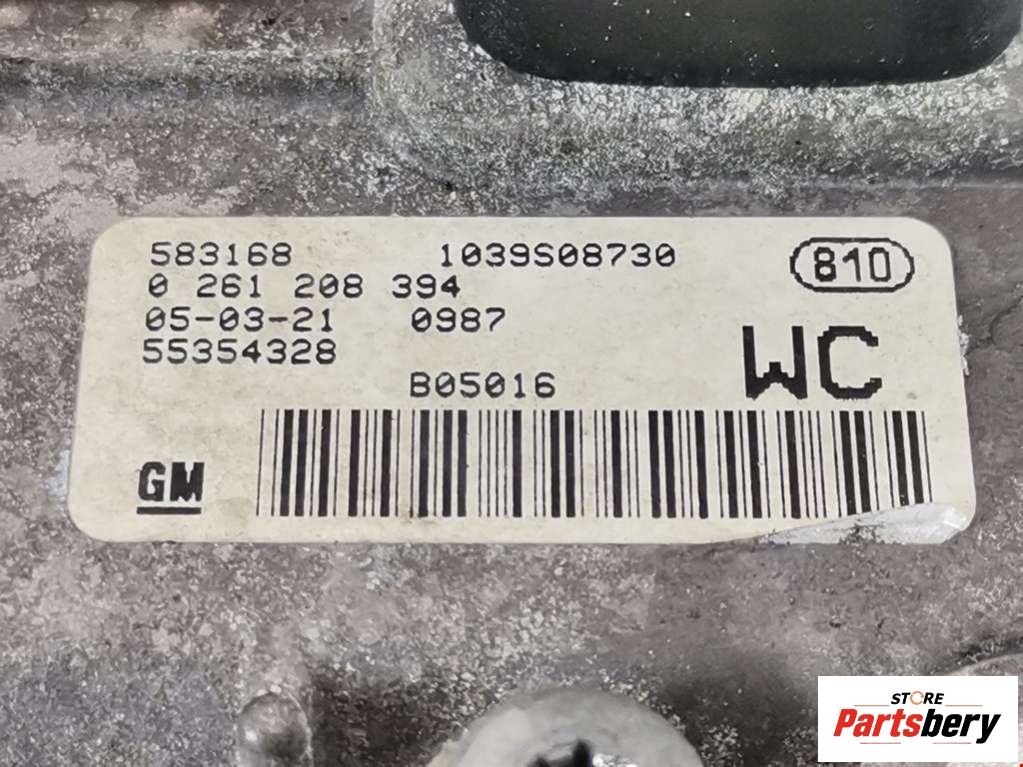 583168 1039S08730 810
0 261 208 394
05-03-21 0987
55354328 WC
B05016
GM
STORE
Partsbery